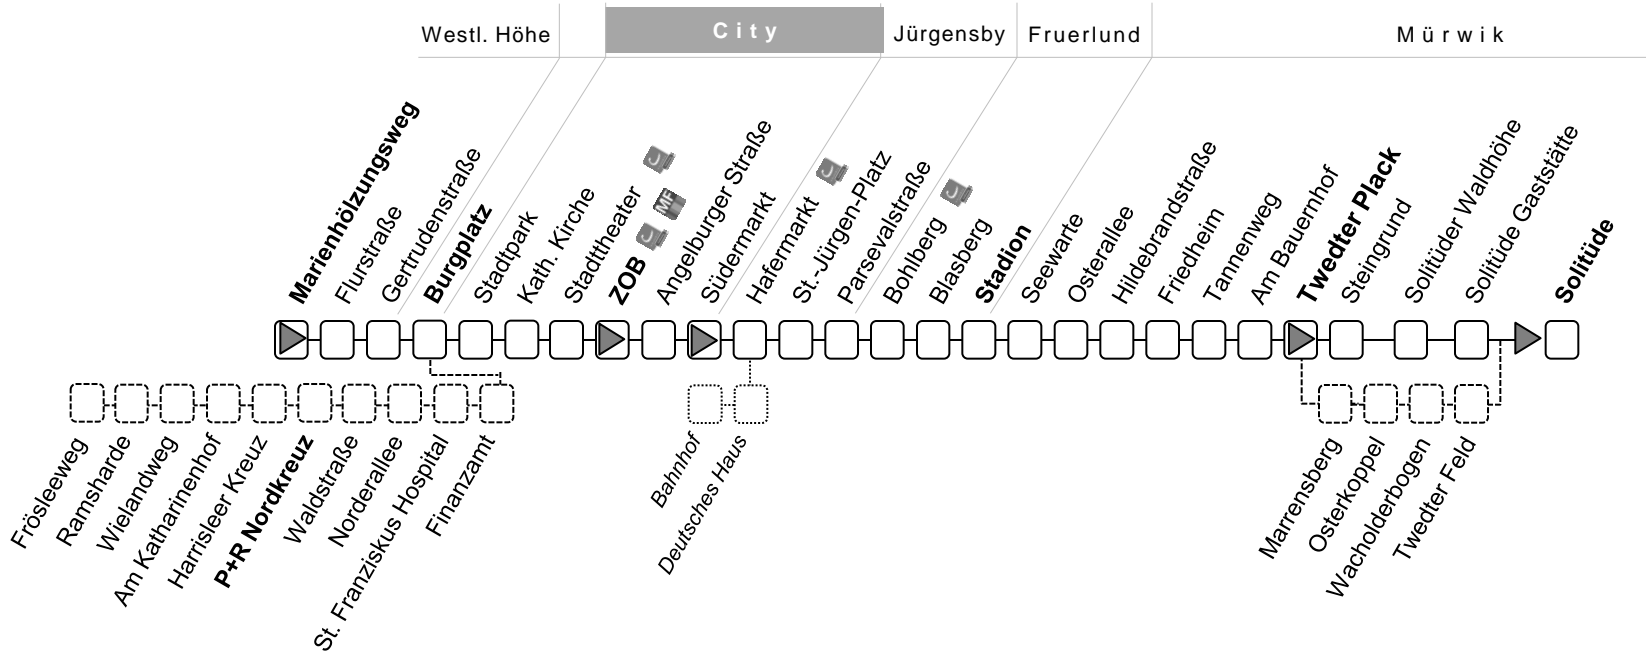 Westl. Höhe
City
Jürgensby
Fruerlund
Mürwik
Marienhölzungsweg
Flurstraße
Gertrudenstraße
Burgplatz
Stadtpark
Kath. Kirche
Stadttheater
ZOB
MF
Angelburger Straße
Südermarkt
Hafermarkt
St.-Jürgen-Platz
Parsevalstraße
Bohlberg
Blasberg
Stadion
Seewarte
Osterallee
Hildebrandstraße
Friedheim
Tannenweg
Am Bauernhof
Twedter Plack
Steingrund
Solitüder Waldhöhe
Solitüde Gaststätte
Solitüde
Frösleeweg
Ramsharde
Wielandweg
Am Katharinenhof
Harrisleer Kreuz
P+R Nordkreuz
Waldstraße
Norderallee
St. Franziskus Hospital
Finanzamt
Bahnhof
Deutsches Haus
Marrensberg
Osterkoppel
Wacholderbogen
Twedter Feld